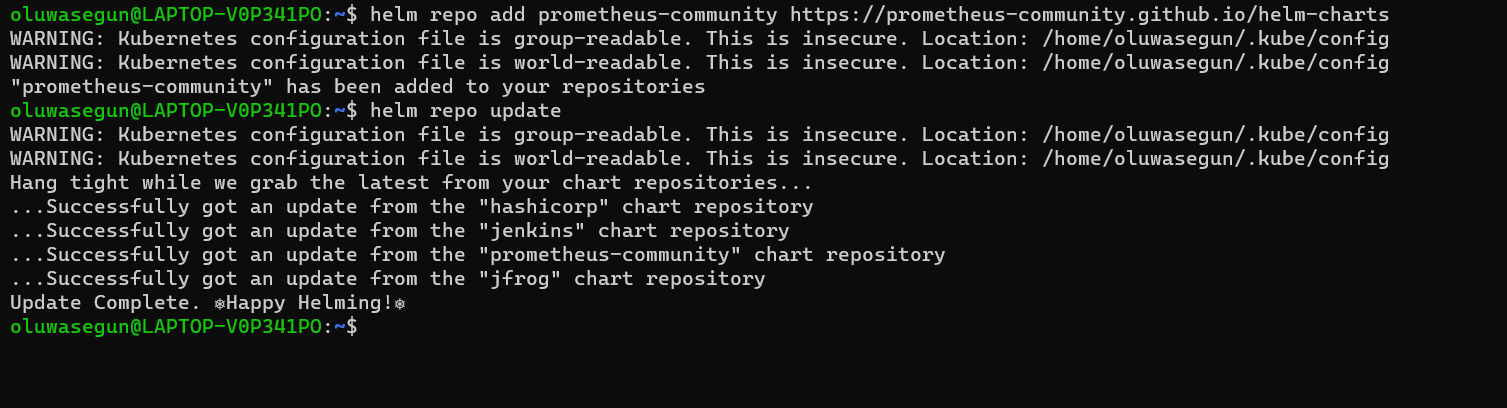 oluwasegun@LAPTOP-V0P341PO:~$ helm repo add prometheus-community https://prometheus-community.github.io/helm-charts
WARNING: Kubernetes configuration file is group-readable. This is insecure. Location: /home/oluwasegun/.kube/config
WARNING: Kubernetes configuration file is world-readable. This is insecure. Location: /home/oluwasegun/.kube/config
"prometheus-community" has been added to your repositories
oluwasegun@LAPTOP-V0P341PO:~$ helm repo update
WARNING: Kubernetes configuration file is group-readable. This is insecure. Location: /home/oluwasegun/.kube/config
WARNING: Kubernetes configuration file is world-readable. This is insecure. Location: /home/oluwasegun/.kube/config
Hang tight while we grab the latest from your chart repositories...
...Successfully got an update from the "hashicorp" chart repository
...Successfully got an update from the "jenkins" chart repository
...Successfully got an update from the "prometheus-community" chart repository
...Successfully got an update from the "jfrog" chart repository
Update Complete. ⎈Happy Helming!⎈
oluwasegun@LAPTOP-V0P341PO:~$